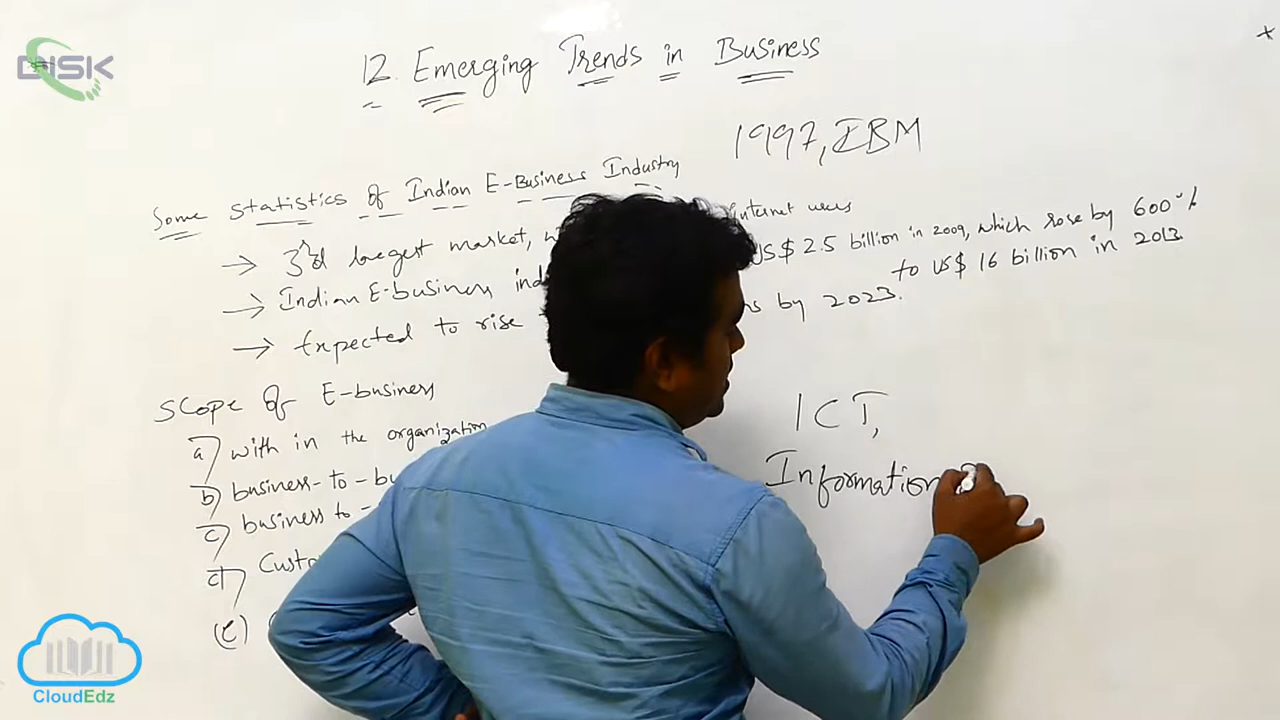 DISK
12. Emerging Trends in Business
1997, IBM
Some statistics of Indian E-Business Industry
→ 3rd largest market, internet users
→ Indian E-business US$ 2.5 billion in 2009, which rose by 600%
to US$ 16 billion in 2013.
→ Expected to rise by 2023.
Scope of E-business
a) with in the organization
b) business-to-bu
c) business to-
d) Custo
(e)
ICT,
Information
CloudEdz